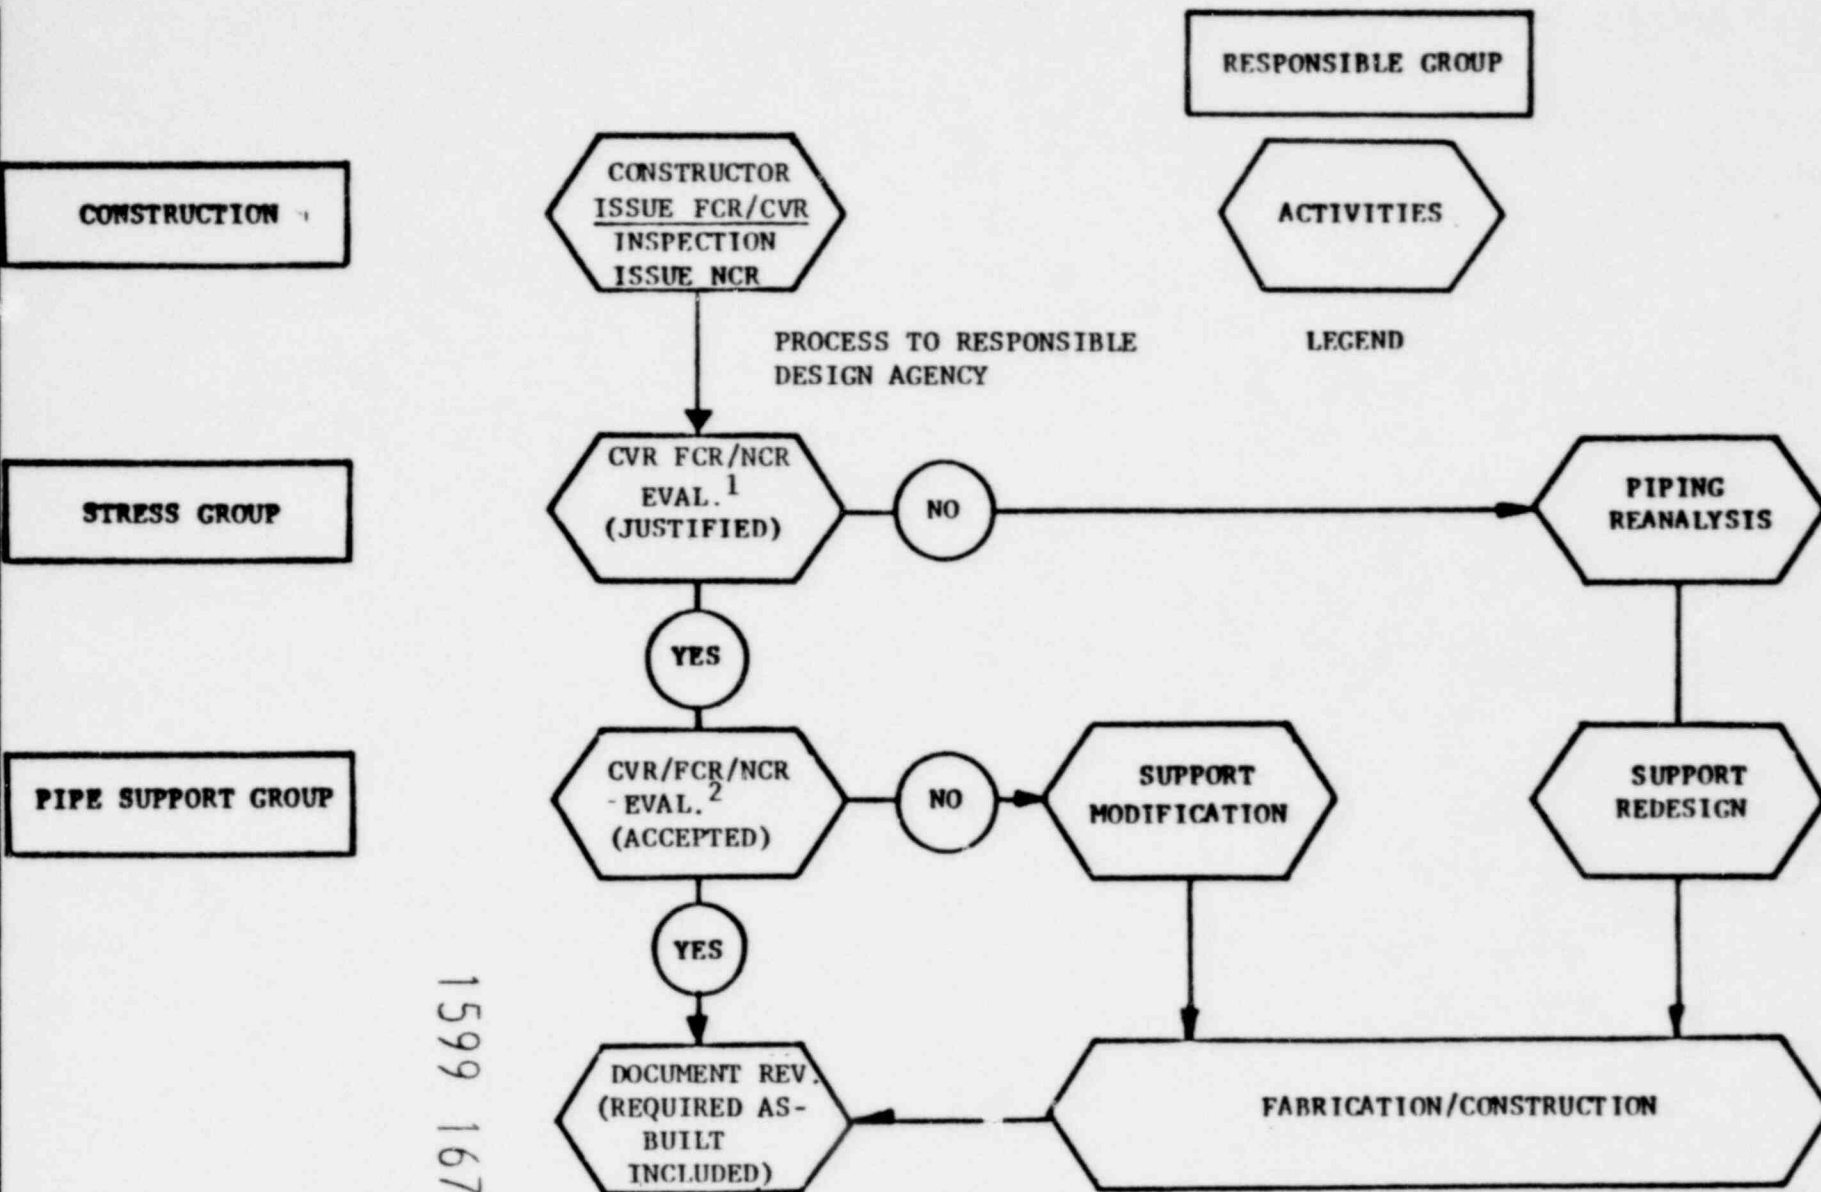 RESPONSIBLE GROUP
CONSTRUCTION
CONSTRUCTOR
ISSUE FCR/CVR
INSPECTION
ISSUE NCR
ACTIVITIES
PROCESS TO RESPONSIBLE
DESIGN AGENCY
LEGEND
STRESS GROUP
CVR FCR/NCR
EVAL.1
(JUSTIFIED)
NO
PIPING
REANALYSIS
YES
PIPE SUPPORT GROUP
CVR/FCR/NCR
EVAL.2
(ACCEPTED)
NO
SUPPORT
MODIFICATION
SUPPORT
REDESIGN
YES
DOCUMENT REV.
(REQUIRED AS-
BUILT
INCLUDED)
FABRICATION/CONSTRUCTION
1599 167